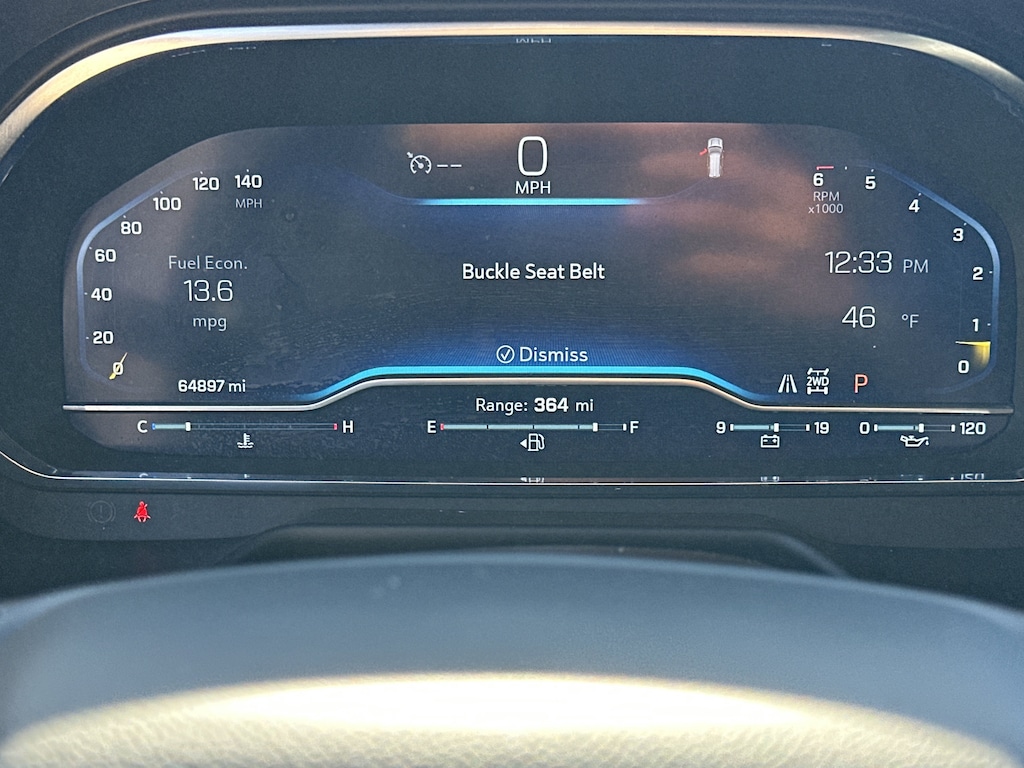 0
MPH
120 140
MPH
100
80
60
40
20
0
Fuel Econ.
13.6
mpg
64897 mi
Buckle Seat Belt
Dismiss
6 5
RPM
x1000
4
3
2
1
0
12:33 PM
46 °F
2WD P
Range: 364 mi
C H
E F
9 19
0 120